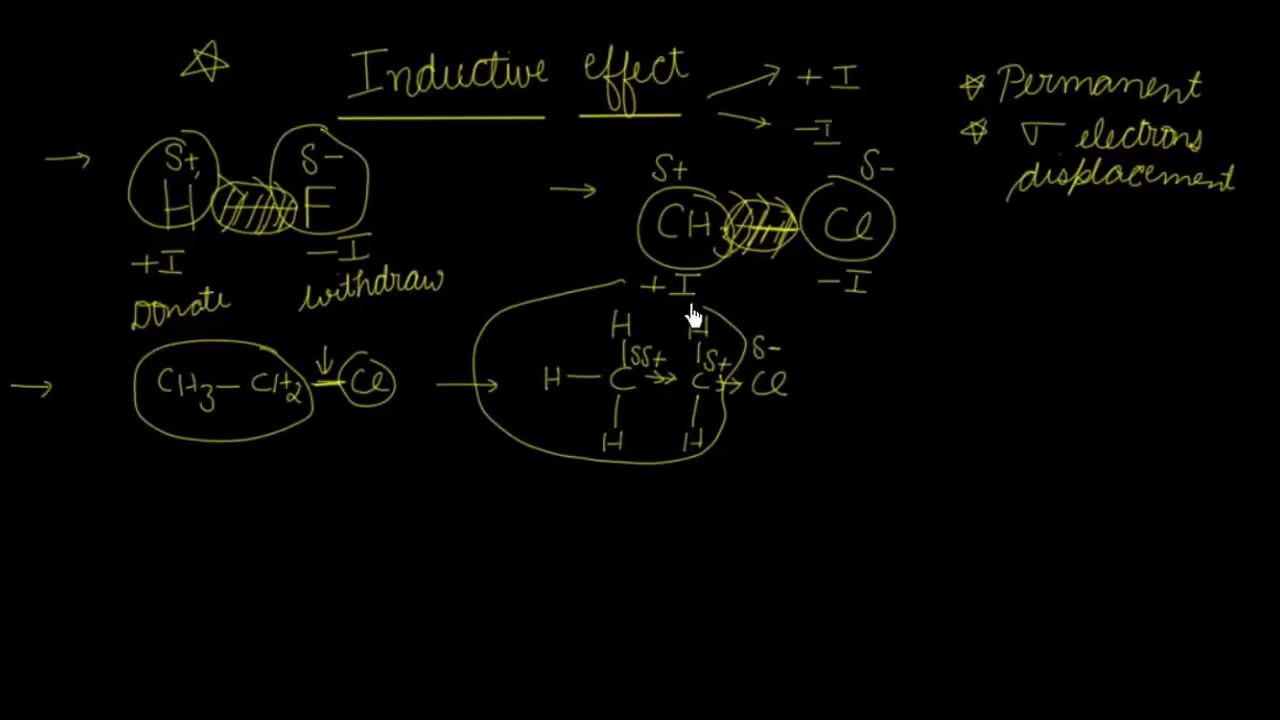 Inductive effect
+ I
- I
☆ Permanent
☆ σ electrons
displacement
δ+ δ-
H F
+I -I
Donate withdraw
δ+ δ-
CH3 Cl
+ I - I
CH3 - CH2 - Cl
H H
δδ+ δ+ δ-
H - C C Cl
H H